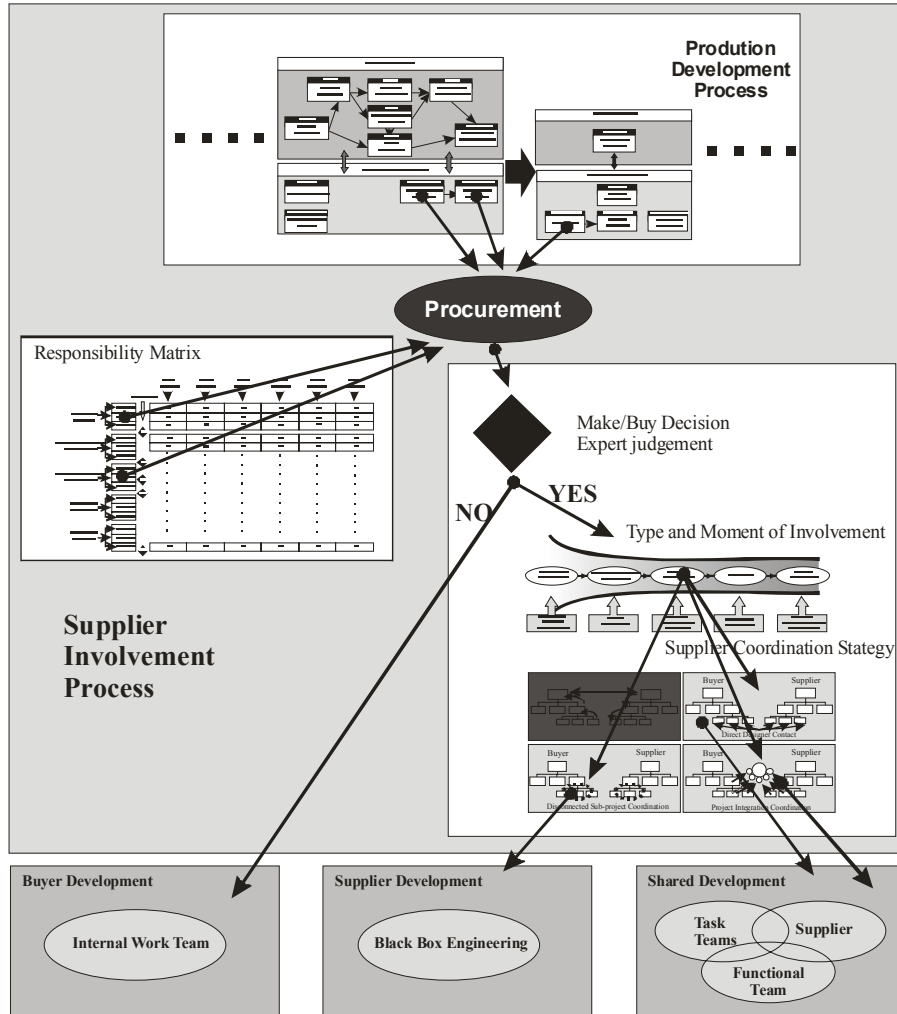 Prodution
Development
Process
Procurement
Responsibility Matrix
Make/Buy Decision
Expert judgement
NO
YES
Type and Moment of Involvement
Supplier
Involvement
Process
Supplier Coordination Stategy
Buyer
Supplier
Direct Designer Contact
Buyer
Supplier
Disconnected Sub-project Coordination
Buyer
Supplier
Project Integration Coordination
Buyer Development
Internal Work Team
Supplier Development
Black Box Engineering
Shared Development
Task
Teams
Supplier
Functional
Team